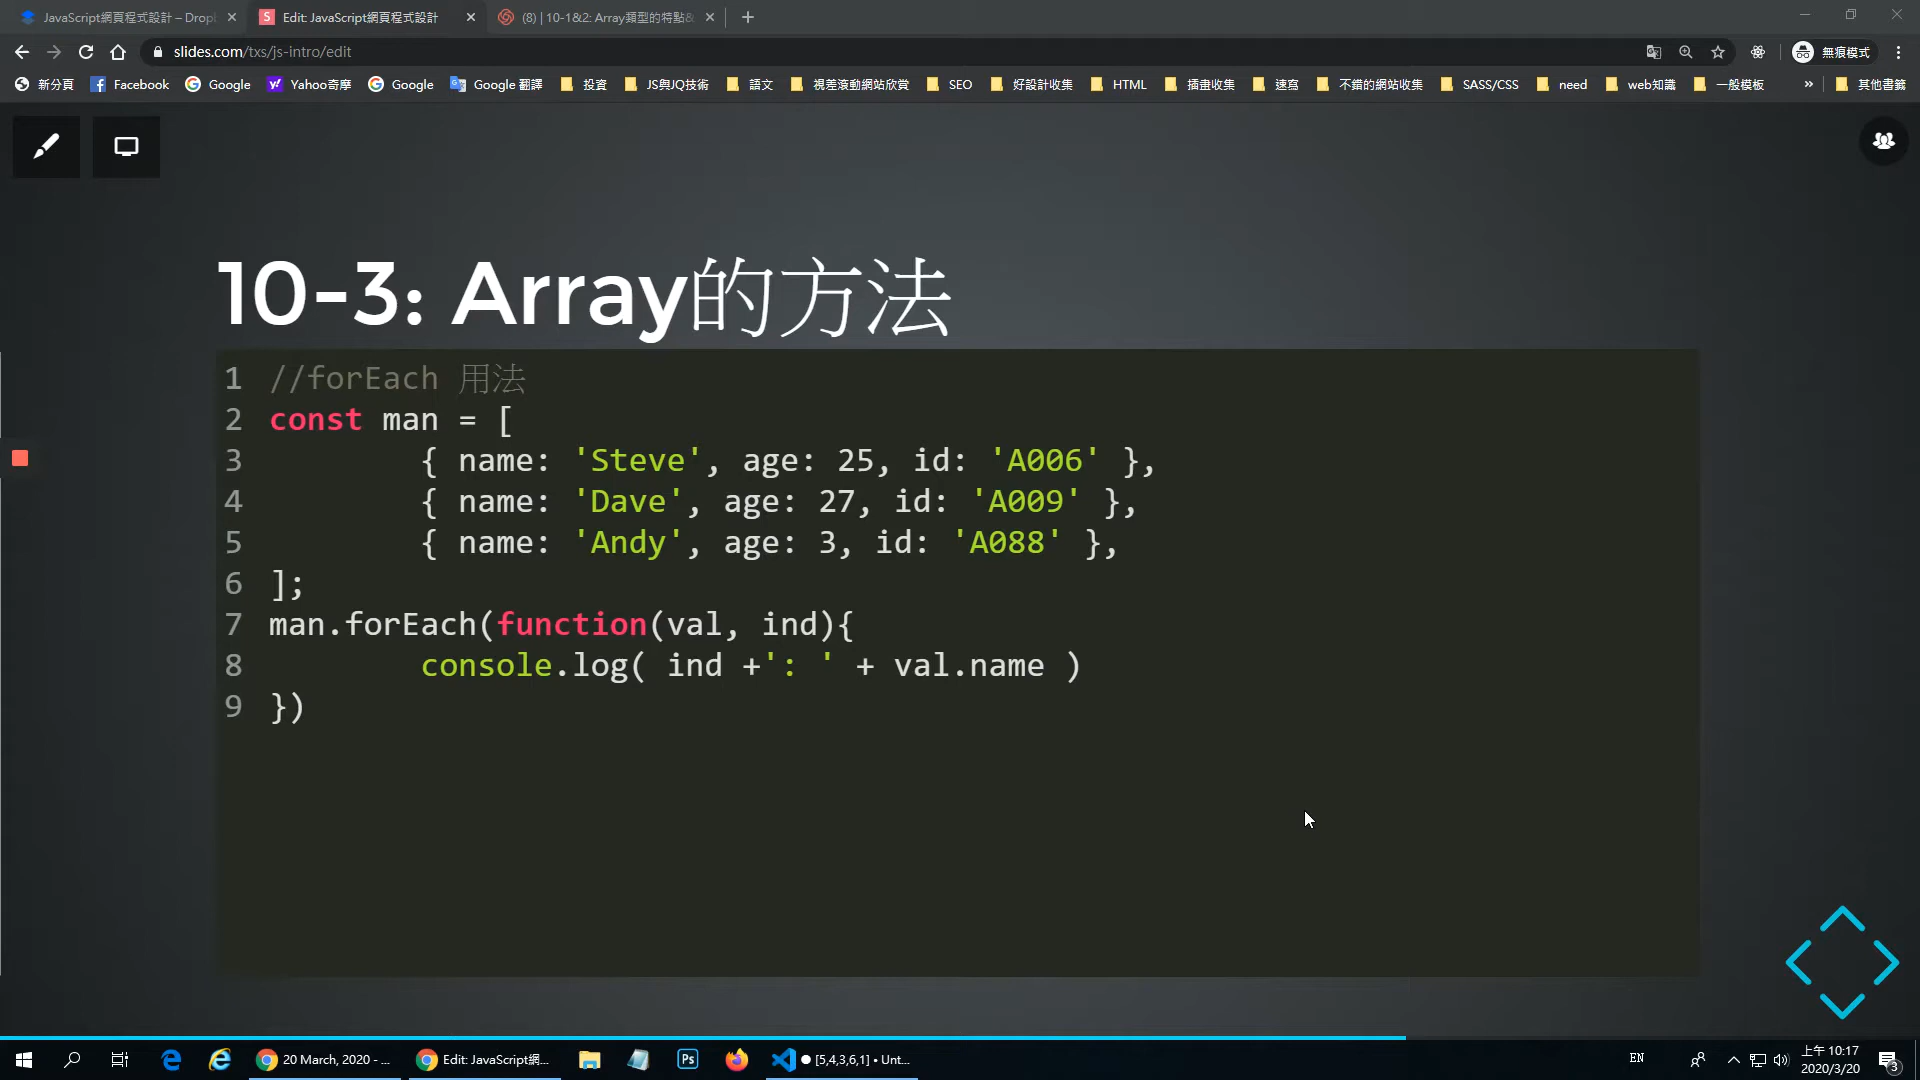 JavaScript網頁程式設計 – Drop
Edit: JavaScript網頁程式設計
(8) | 10-1&2: Array類型的特點&
slides.com/txs/js-intro/edit
無痕模式
新分頁 Facebook Google Yahoo奇摩 Google Google 翻譯 投資 JS與JQ技術 語文 視差滾動網站欣賞 SEO 好設計收集 HTML 插畫收集 速寫 不錯的網站收集 SASS/CSS need web知識 一般模板 » 其他書籤
10-3: Array的方法
1 //forEach 用法
2 const man = [
3 { name: 'Steve', age: 25, id: 'A006' },
4 { name: 'Dave', age: 27, id: 'A009' },
5 { name: 'Andy', age: 3, id: 'A088' },
6 ];
7 man.forEach(function(val, ind){
8 console.log( ind +': ' + val.name )
9 })
20 March, 2020 - ...
Edit: JavaScript網...
Ps
● [5,4,3,6,1] • Unt...
EN
上午 10:17
2020/3/20
3